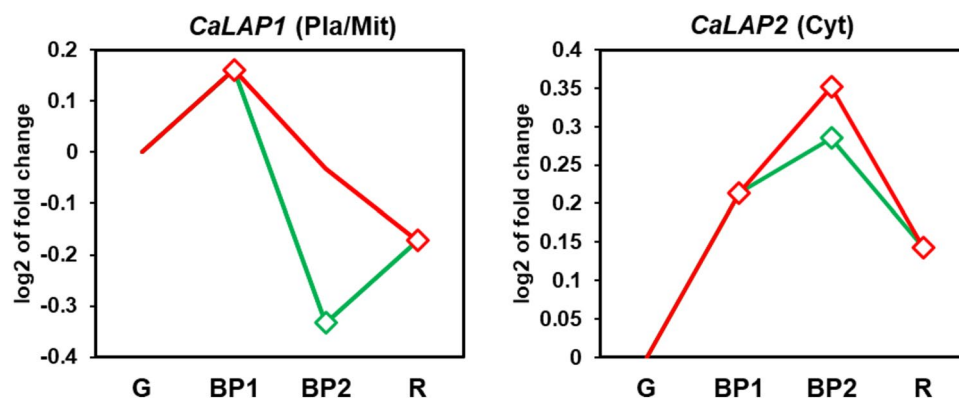 CaLAP1 (Pla/Mit)
log2 of fold change
0.2
0.1
0
-0.1
-0.2
-0.3
-0.4
G BP1 BP2 R
CaLAP2 (Cyt)
log2 of fold change
0.4
0.35
0.3
0.25
0.2
0.15
0.1
0.05
0
G BP1 BP2 R